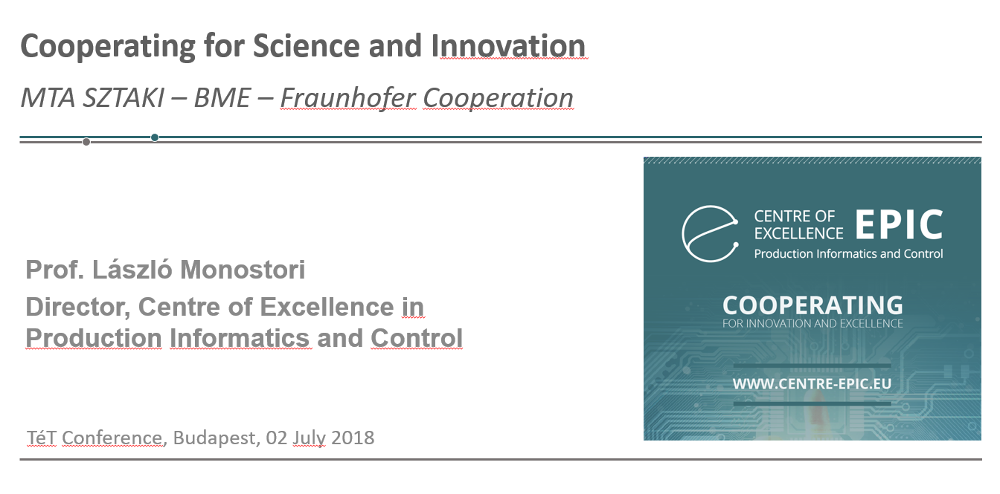 Cooperating for Science and Innovation
MTA SZTAKI – BME – Fraunhofer Cooperation
CENTRE OF
EXCELLENCE EPIC
Production Informatics and Control
Prof. László Monostori
Director, Centre of Excellence in
Production Informatics and Control
COOPERATING
FOR INNOVATION AND EXCELLENCE
WWW.CENTRE-EPIC.EU
TéT Conference, Budapest, 02 July 2018